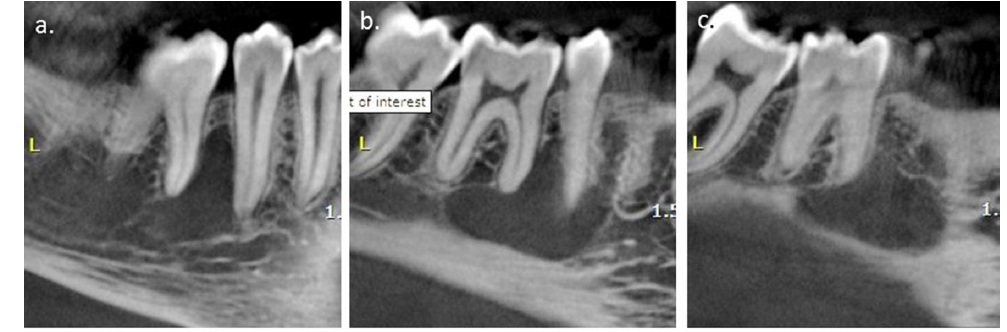 a.
b.
c.
t of interest
L
L
L
1.
1.5
1.